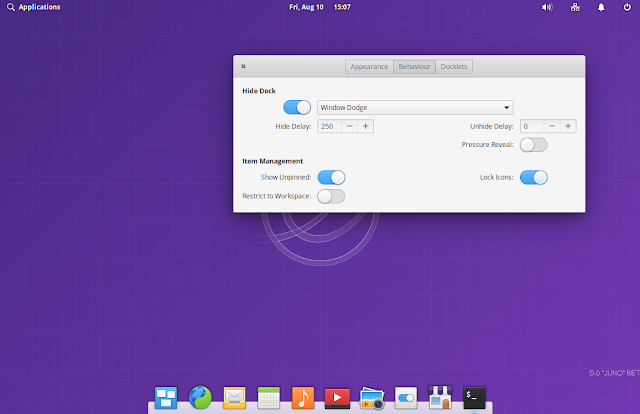 Applications
Fri, Aug 10 15:07
Appearance Behaviour Docklets
Hide Dock
Window Dodge
Hide Delay: 250
Unhide Delay: 0
Pressure Reveal:
Item Management
Show Unpinned:
Lock Icons:
Restrict to Workspace:
5.0 "JUNO" BET
>_